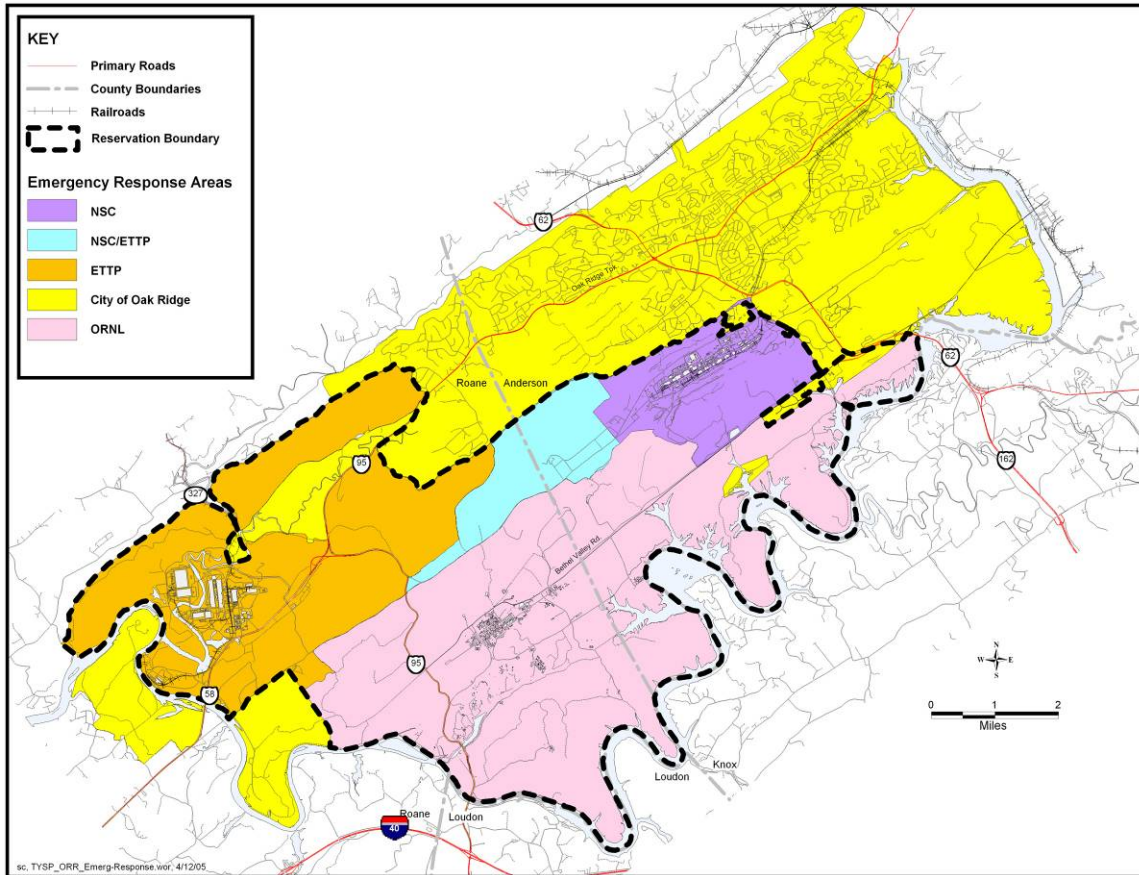 KEY
Primary Roads
County Boundaries
Railroads
Reservation Boundary
Emergency Response Areas
NSC
NSC/ETTP
ETTP
City of Oak Ridge
ORNL
62
Oak Ridge Tpk
Roane Anderson
62
95
162
327
Bethel Valley Rd.
95
58
0 1 2
Miles
N
W E
S
Knox
Loudon
Roane Loudon
40
sc, TYSP_ORR_Emerg-Response.wor, 4/12/05